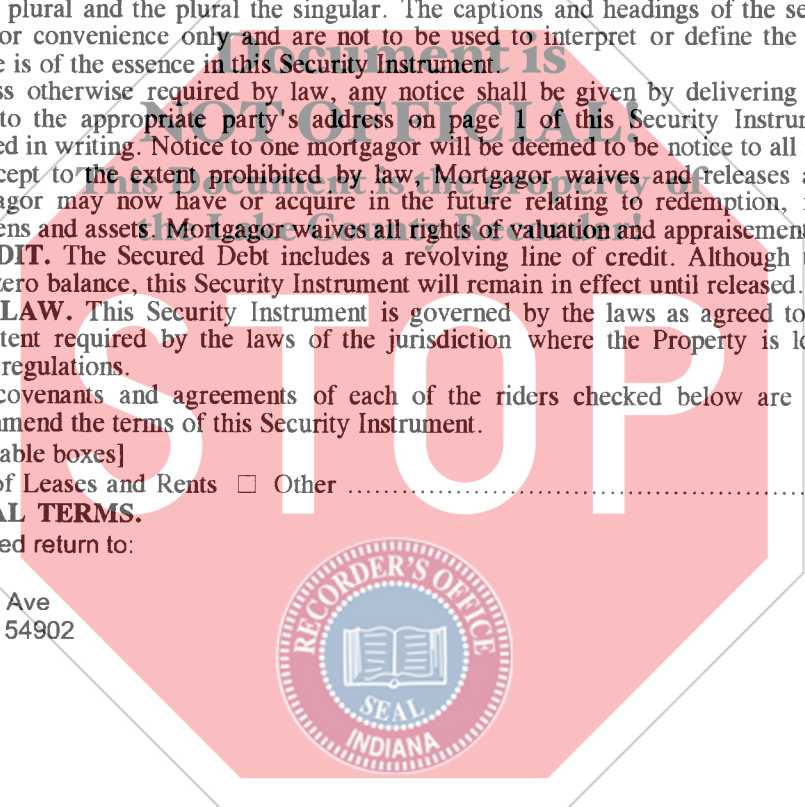 plural and the plural the singular. The captions and headings of the se
or convenience only and are not to be used to interpret or define the
e is of the essence in this Security Instrument.
Document is
ss otherwise required by law, any notice shall be given by delivering
to the appropriate party's address on page 1 of this Security Instrum
NOT OFFICIAL!
ed in writing. Notice to one mortgagor will be deemed to be notice to all
cept to the extent prohibited by law, Mortgagor waives and releases a
This Document is the property of
agor may now have or acquire in the future relating to redemption,
ens and assets. Mortgagor waives all rights of valuation and appraisement
the Lake County Recorder!
DIT. The Secured Debt includes a revolving line of credit. Although
zero balance, this Security Instrument will remain in effect until released.
LAW. This Security Instrument is governed by the laws as agreed to
tent required by the laws of the jurisdiction where the Property is lo
regulations.
covenants and agreements of each of the riders checked below are
mend the terms of this Security Instrument.
able boxes]
of Leases and Rents ☐ Other ..........................................................
AL TERMS.
ed return to:
STOP
Ave
54902
RECORDER'S OFFICE
SEAL
INDIANA